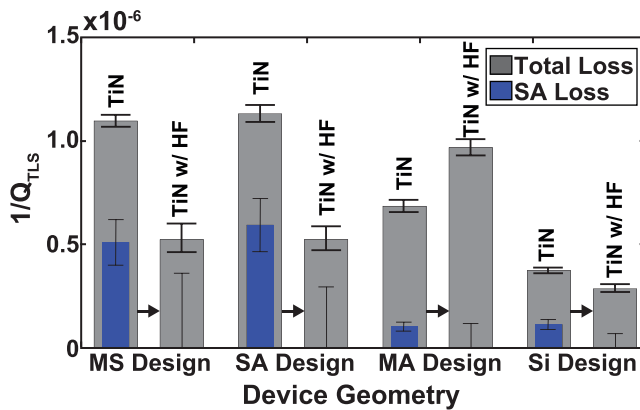 x10⁻⁶
1.5
1.0
0.5
0
1/Q_TLS
Total Loss
SA Loss
TiN
TiN w/ HF
TiN
TiN w/ HF
TiN
TiN w/ HF
TiN
TiN w/ HF
MS Design
SA Design
MA Design
Si Design
Device Geometry